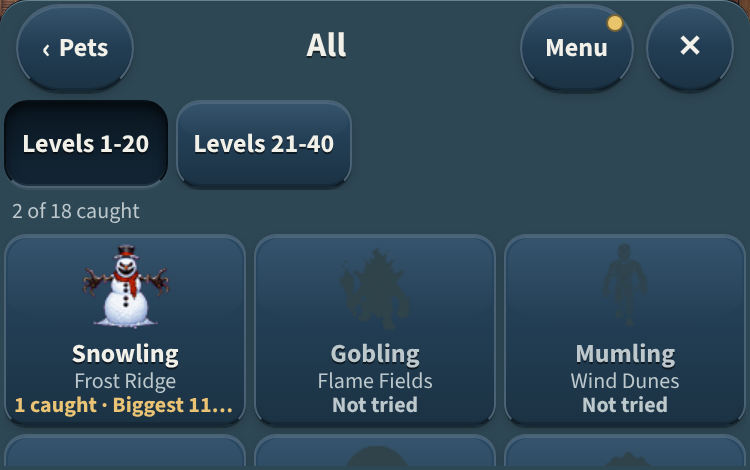 ‹ Pets
All
Menu
✕
Levels 1-20
Levels 21-40
2 of 18 caught
Snowling
Frost Ridge
1 caught · Biggest 11...
Gobling
Flame Fields
Not tried
Mumling
Wind Dunes
Not tried